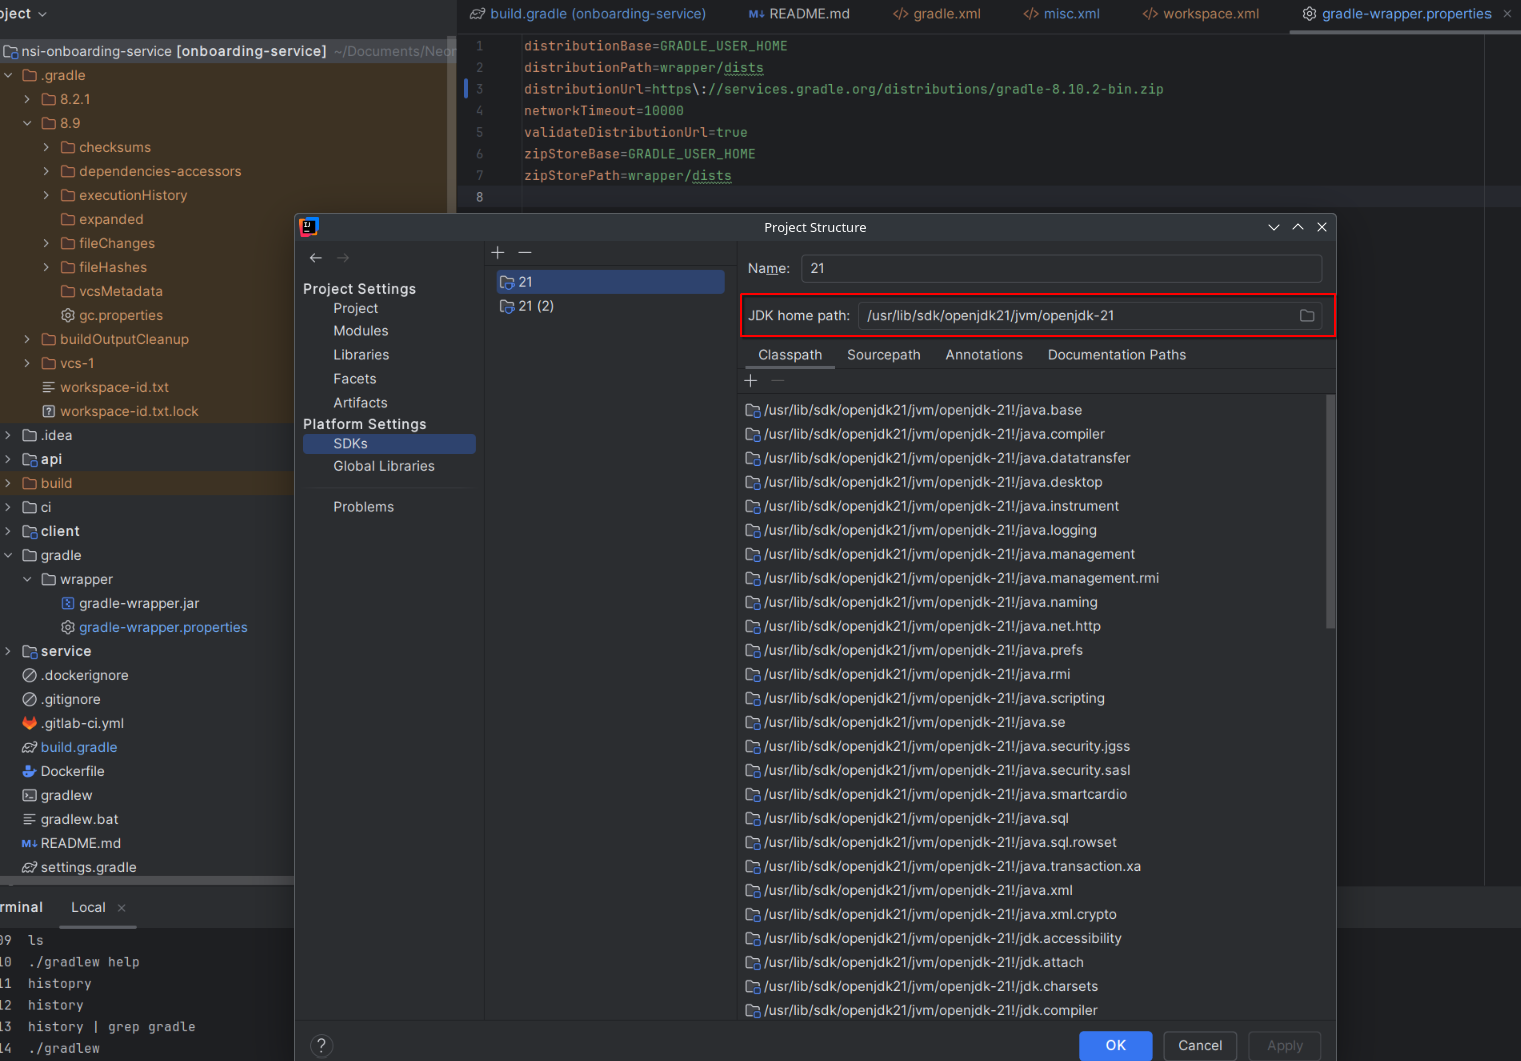 oject
build.gradle (onboarding-service)
README.md
gradle.xml
misc.xml
workspace.xml
gradle-wrapper.properties
nsi-onboarding-service [onboarding-service] ~/Documents/Neor
.gradle
8.2.1
8.9
checksums
dependencies-accessors
executionHistory
expanded
fileChanges
fileHashes
vcsMetadata
gc.properties
buildOutputCleanup
vcs-1
workspace-id.txt
workspace-id.txt.lock
.idea
api
build
ci
client
gradle
wrapper
gradle-wrapper.jar
gradle-wrapper.properties
service
.dockerignore
.gitignore
.gitlab-ci.yml
build.gradle
Dockerfile
gradlew
gradlew.bat
README.md
settings.gradle
1 distributionBase=GRADLE_USER_HOME
2 distributionPath=wrapper/dists
3 distributionUrl=https\://services.gradle.org/distributions/gradle-8.10.2-bin.zip
4 networkTimeout=10000
5 validateDistributionUrl=true
6 zipStoreBase=GRADLE_USER_HOME
7 zipStorePath=wrapper/dists
8
Project Structure
Project Settings
Project
Modules
Libraries
Facets
Artifacts
Platform Settings
SDKs
Global Libraries
Problems
21
21 (2)
Name: 21
JDK home path: /usr/lib/sdk/openjdk21/jvm/openjdk-21
Classpath Sourcepath Annotations Documentation Paths
/usr/lib/sdk/openjdk21/jvm/openjdk-21!/java.base
/usr/lib/sdk/openjdk21/jvm/openjdk-21!/java.compiler
/usr/lib/sdk/openjdk21/jvm/openjdk-21!/java.datatransfer
/usr/lib/sdk/openjdk21/jvm/openjdk-21!/java.desktop
/usr/lib/sdk/openjdk21/jvm/openjdk-21!/java.instrument
/usr/lib/sdk/openjdk21/jvm/openjdk-21!/java.logging
/usr/lib/sdk/openjdk21/jvm/openjdk-21!/java.management
/usr/lib/sdk/openjdk21/jvm/openjdk-21!/java.management.rmi
/usr/lib/sdk/openjdk21/jvm/openjdk-21!/java.naming
/usr/lib/sdk/openjdk21/jvm/openjdk-21!/java.net.http
/usr/lib/sdk/openjdk21/jvm/openjdk-21!/java.prefs
/usr/lib/sdk/openjdk21/jvm/openjdk-21!/java.rmi
/usr/lib/sdk/openjdk21/jvm/openjdk-21!/java.scripting
/usr/lib/sdk/openjdk21/jvm/openjdk-21!/java.se
/usr/lib/sdk/openjdk21/jvm/openjdk-21!/java.security.jgss
/usr/lib/sdk/openjdk21/jvm/openjdk-21!/java.security.sasl
/usr/lib/sdk/openjdk21/jvm/openjdk-21!/java.smartcardio
/usr/lib/sdk/openjdk21/jvm/openjdk-21!/java.sql
/usr/lib/sdk/openjdk21/jvm/openjdk-21!/java.sql.rowset
/usr/lib/sdk/openjdk21/jvm/openjdk-21!/java.transaction.xa
/usr/lib/sdk/openjdk21/jvm/openjdk-21!/java.xml
/usr/lib/sdk/openjdk21/jvm/openjdk-21!/java.xml.crypto
/usr/lib/sdk/openjdk21/jvm/openjdk-21!/jdk.accessibility
/usr/lib/sdk/openjdk21/jvm/openjdk-21!/jdk.attach
/usr/lib/sdk/openjdk21/jvm/openjdk-21!/jdk.charsets
/usr/lib/sdk/openjdk21/jvm/openjdk-21!/jdk.compiler
? OK Cancel Apply
rminal Local
09 ls
10 ./gradlew help
11 histopry
12 history
13 history | grep gradle
14 ./gradlew